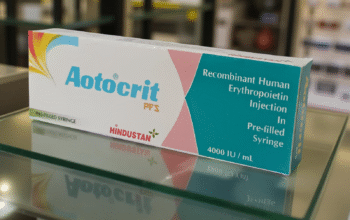 Aotocrit
PFS
PRE-FILLED SYRINGE
HINDUSTAN
Recombinant Human
Erythropoietin
Injection
In
Pre-filled
Syringe
4000 IU / mL